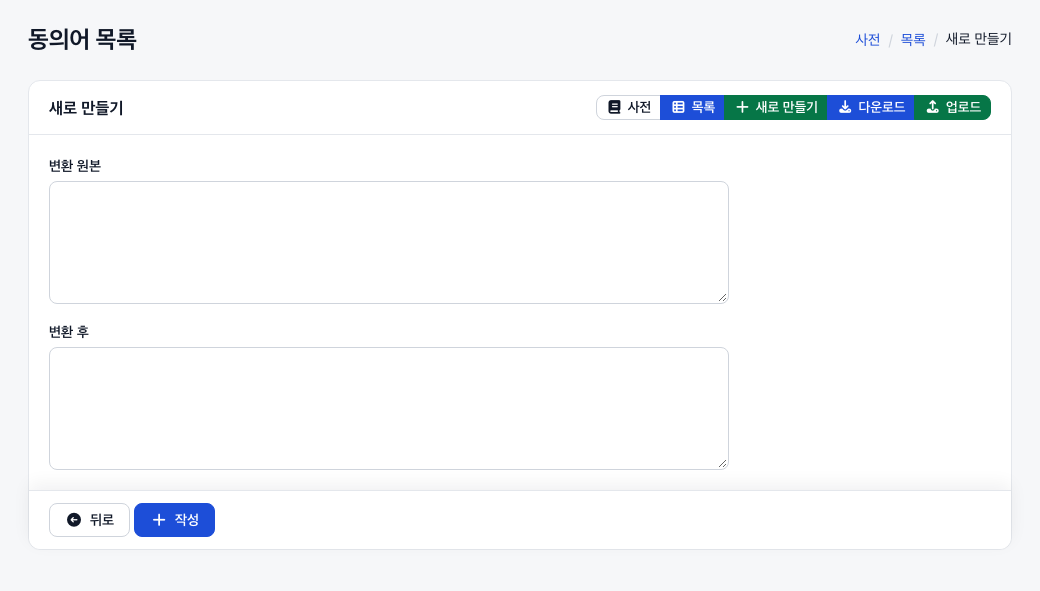 동의어 목록
사전 / 목록 / 새로 만들기
새로 만들기
사전 목록 새로 만들기 다운로드 업로드
변환 원본
변환 후
뒤로 작성